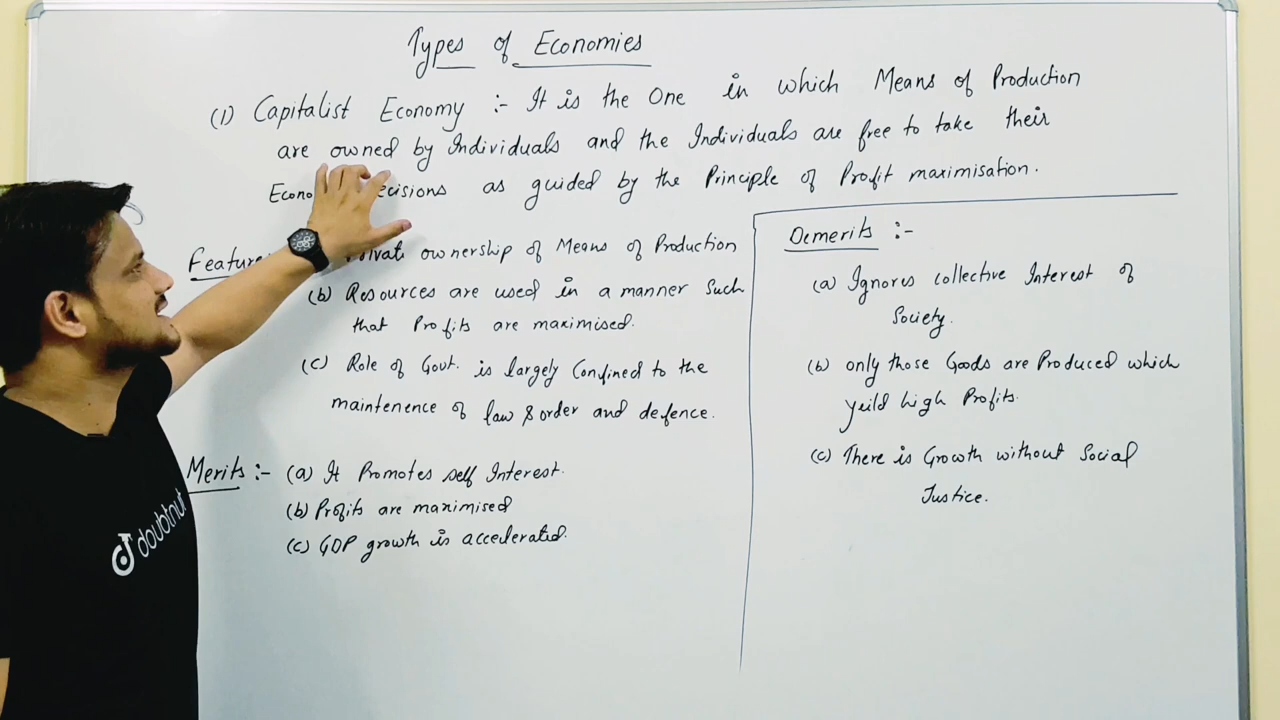 Types of Economies
(1) Capitalist Economy :- It is the One in which Means of Production
are owned by Individuals and the Individuals are free to take their
Econo ecisions as guided by the Principle of Profit maximisation.
Feature ivate ownership of Means of Production
(b) Resources are used in a manner Such
that Profits are maximised.
(c) Role of Govt. is largely Confined to the
maintenence of law & order and defence.
Merits :- (a) It Promotes self Interest.
(b) Profits are maximised
(c) GDP growth is accelerated.
Demerits :-
(a) Ignores collective Interest of
Society.
(b) only those Goods are Produced which
yeild high Profits.
(c) There is Growth without Social
Justice.
doubtnut